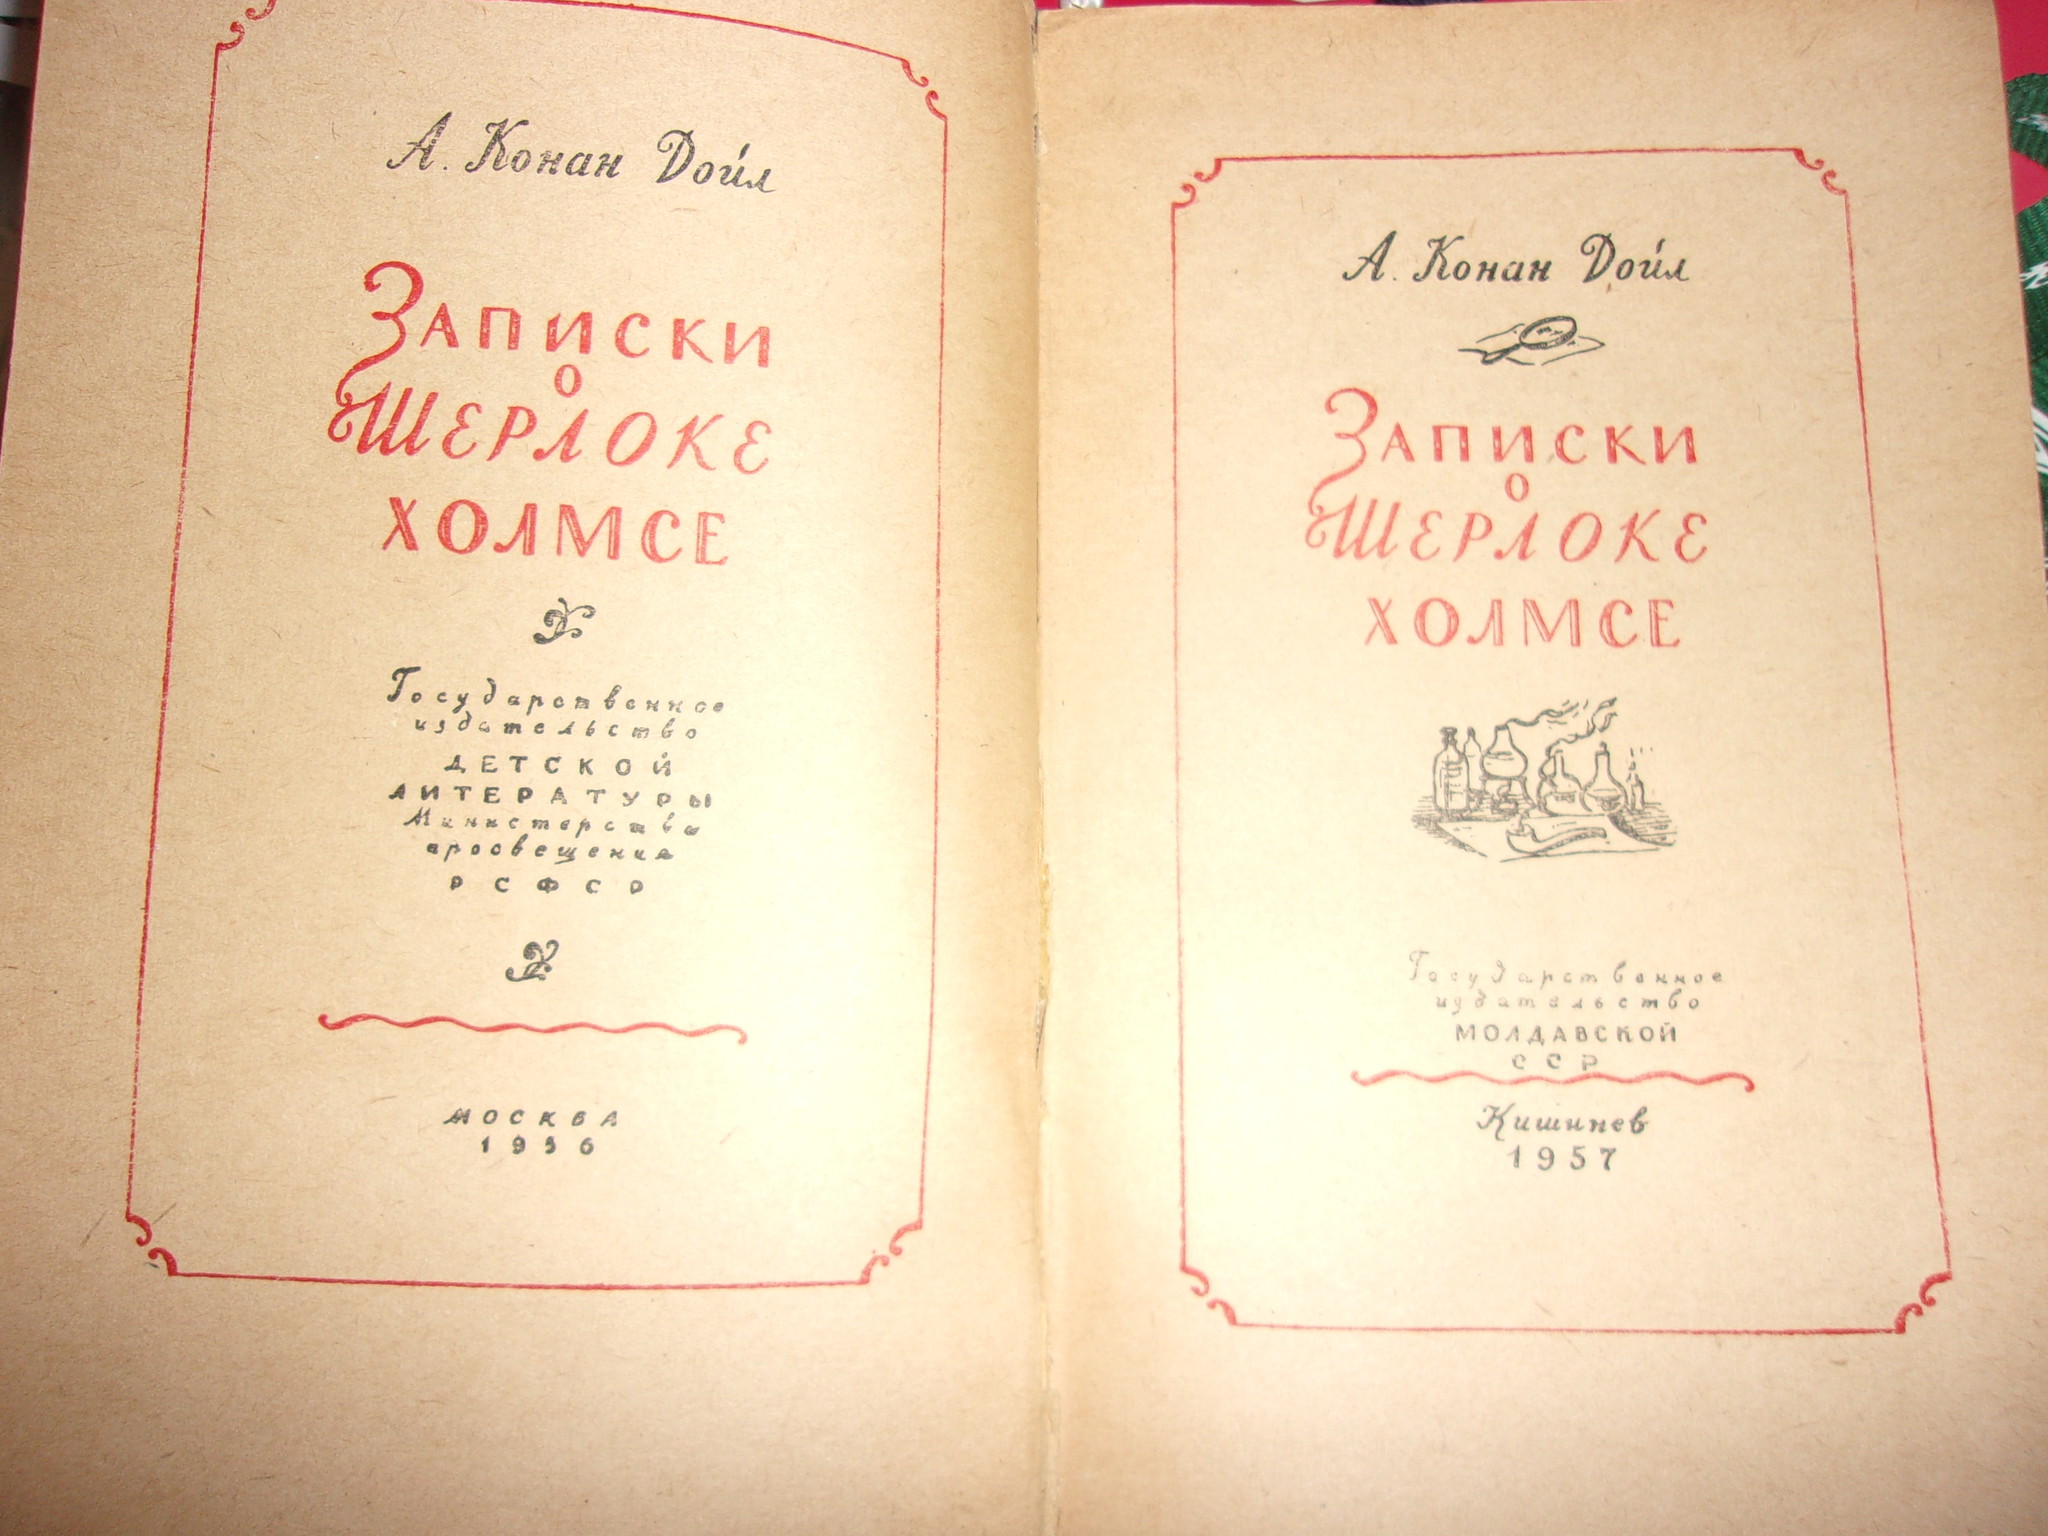 А. Конан Дойл
Записки
о
Шерлоке
Холмсе
Государственное
издательство
ДЕТСКОЙ
ЛИТЕРАТУРЫ
Министерства
просвещения
РСФСР
МОСКВА
1956
А. Конан Дойл
Записки
о
Шерлоке
Холмсе
Государственное
издательство
МОЛДАВСКОЙ
ССР
Кишинев
1957